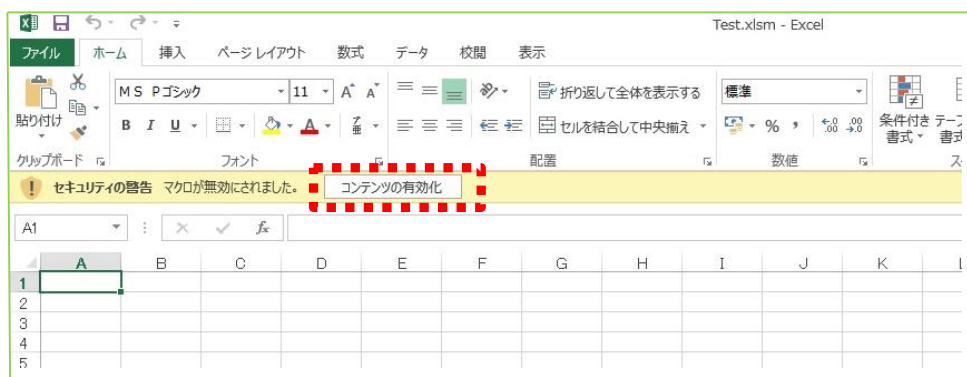 Test.xlsm - Excel
ファイル ホーム 挿入 ページ レイアウト 数式 データ 校閲 表示
貼り付け
ＭＳ Ｐゴシック 11 A A
折り返して全体を表示する
標準
B I U A
セルを結合して中央揃え
% ,
条件付き
書式
クリップボード フォント 配置 数値
セキュリティの警告 マクロが無効にされました。 コンテンツの有効化
A1 fx
A B C D E F G H I J K L
1
2
3
4
5